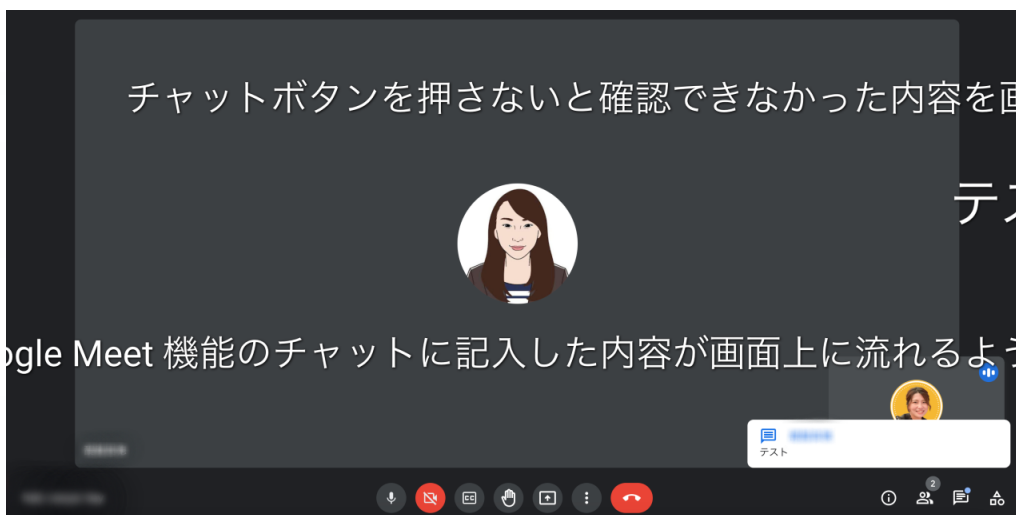 チャットボタンを押さないと確認できなかった内容を画
テス
ogle Meet 機能のチャットに記入した内容が画面上に流れるよう
テスト
CC
2